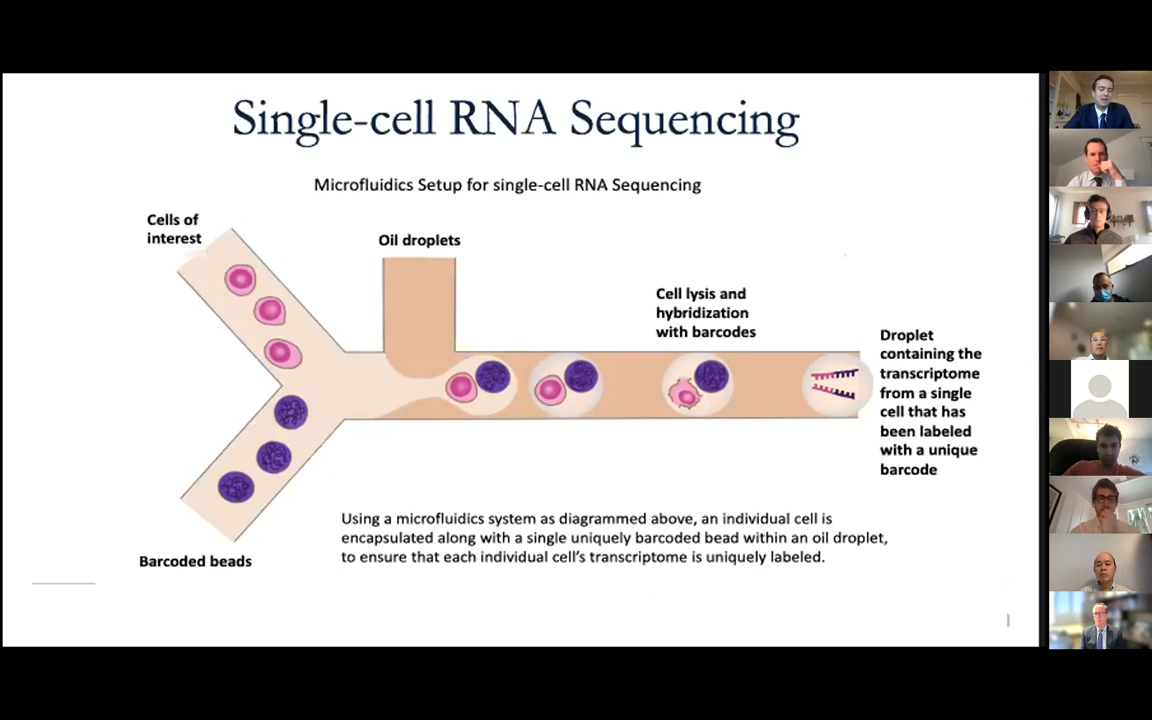 Single-cell RNA Sequencing
Microfluidics Setup for single-cell RNA Sequencing
Cells of
interest
Oil droplets
Cell lysis and
hybridization
with barcodes
Droplet
containing the
transcriptome
from a single
cell that has
been labeled
with a unique
barcode
Using a microfluidics system as diagrammed above, an individual cell is
encapsulated along with a single uniquely barcoded bead within an oil droplet,
to ensure that each individual cell's transcriptome is uniquely labeled.
Barcoded beads